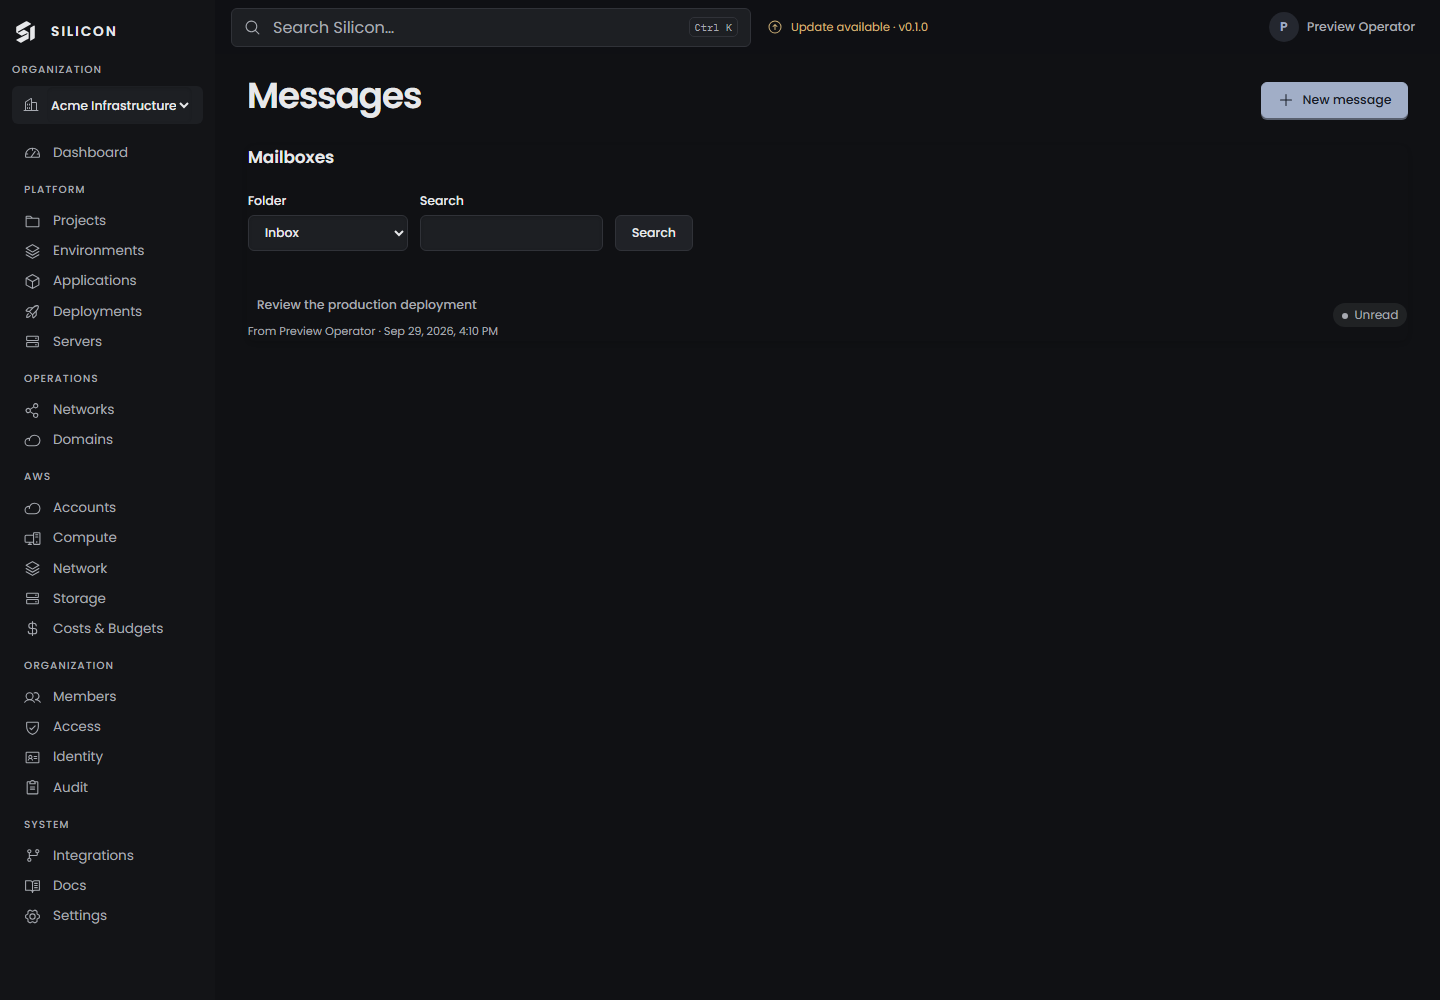 SILICON
ORGANIZATION
Acme Infrastructure
Dashboard
PLATFORM
Projects
Environments
Applications
Deployments
Servers
OPERATIONS
Networks
Domains
AWS
Accounts
Compute
Network
Storage
Costs & Budgets
ORGANIZATION
Members
Access
Identity
Audit
SYSTEM
Integrations
Docs
Settings
Search Silicon...
Ctrl K
Update available · v0.1.0
P
Preview Operator
Messages
New message
Mailboxes
Folder
Search
Inbox
Search
Review the production deployment
From Preview Operator · Sep 29, 2026, 4:10 PM
Unread